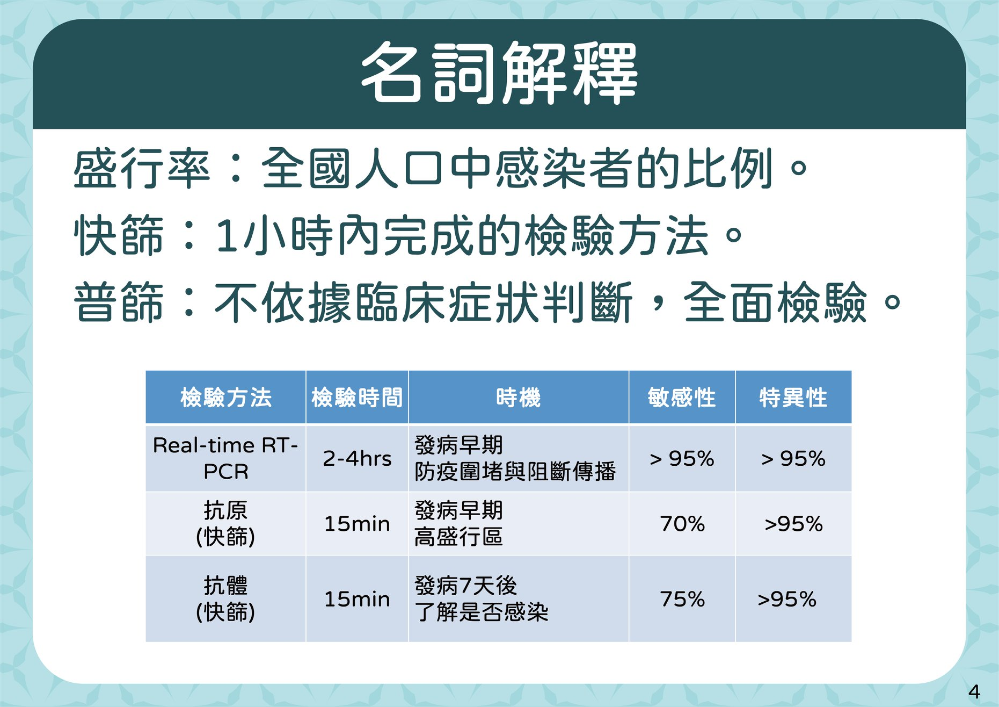 名詞解釋
盛行率：全國人口中感染者的比例。
快篩：1小時內完成的檢驗方法。
普篩：不依據臨床症狀判斷，全面檢驗。
檢驗方法 檢驗時間 時機 敏感性 特異性
Real-time RT-
PCR
2-4hrs
發病早期
防疫圍堵與阻斷傳播
> 95%
> 95%
抗原
(快篩)
15min
發病早期
高盛行區
70%
>95%
抗體
(快篩)
15min
發病7天後
了解是否感染
75%
>95%
4